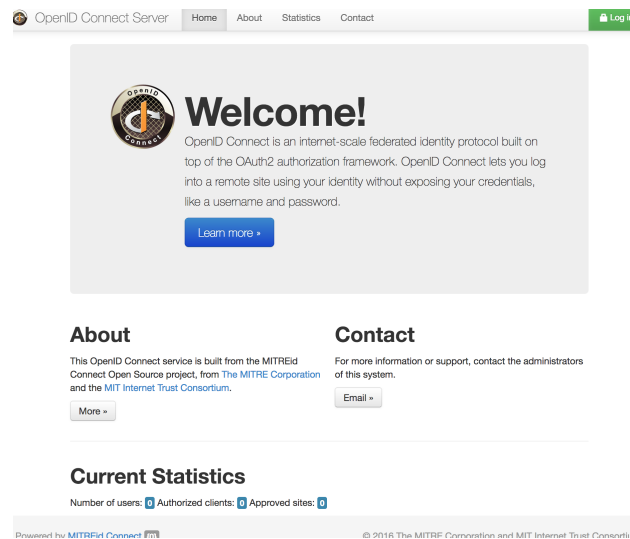 OpenID Connect Server Home About Statistics Contact Log in
OpenID
Connect
Welcome!
OpenID Connect is an internet-scale federated identity protocol built on
top of the OAuth2 authorization framework. OpenID Connect lets you log
into a remote site using your identity without exposing your credentials,
like a username and password.
Learn more »
About
This OpenID Connect service is built from the MITREid
Connect Open Source project, from The MITRE Corporation
and the MIT Internet Trust Consortium.
More »
Contact
For more information or support, contact the administrators
of this system.
Email »
Current Statistics
Number of users: 0 Authorized clients: 0 Approved sites: 0
Powered by MITREid Connect
© 2016 The MITRE Corporation and MIT Internet Trust